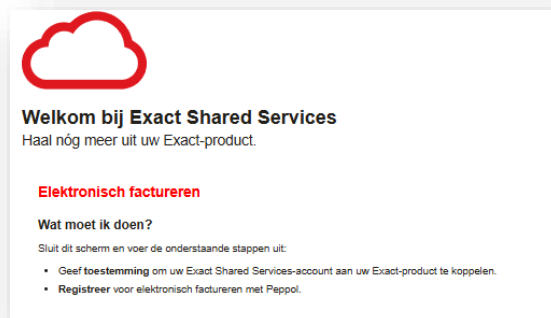 Welkom bij Exact Shared Services
Haal nóg meer uit uw Exact-product.
Elektronisch factureren
Wat moet ik doen?
Sluit dit scherm en voer de onderstaande stappen uit:
• Geef toestemming om uw Exact Shared Services-account aan uw Exact-product te koppelen.
• Registreer voor elektronisch factureren met Peppol.